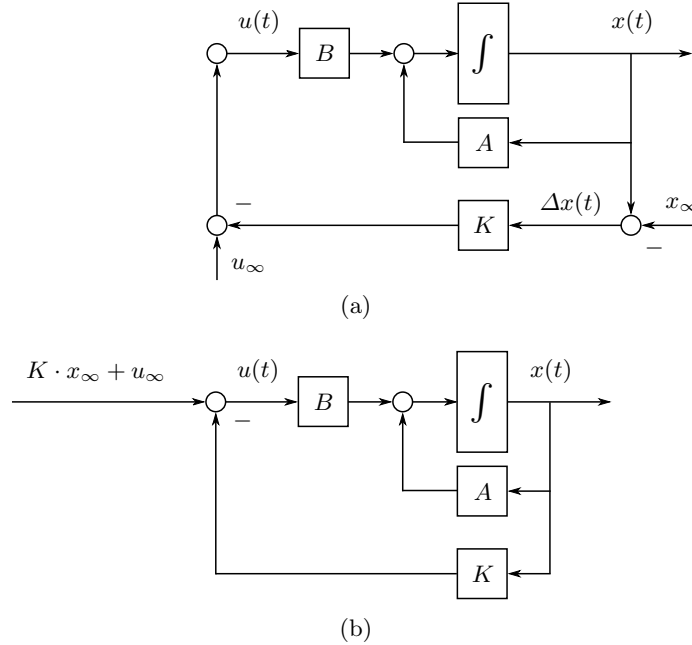 u(t) x(t)
B ∫
A
− Δx(t) x∞
K
−
u∞
(a)
K · x∞ + u∞ u(t) x(t)
B ∫
−
A
K
(b)